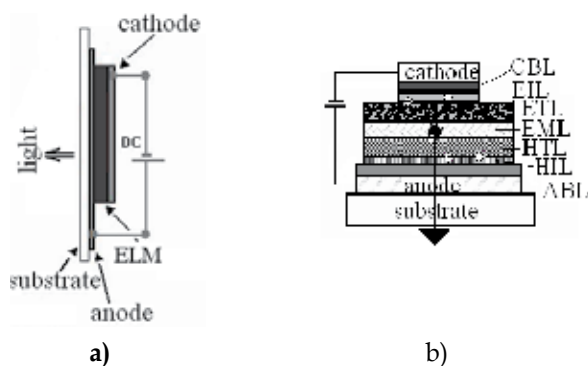 cathode
DC
light
ELM
substrate
anode
a)
cathode
CBL
EIL
ETL
EML
HTL
HIL
anode
ABL
substrate
b)